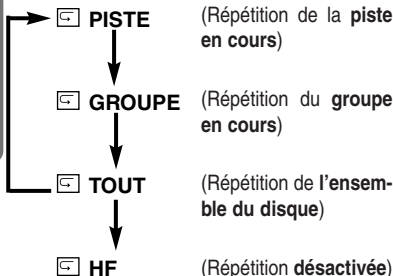 PISTE (Répétition de la piste
en cours)
GROUPE (Répétition du groupe
en cours)
TOUT (Répétition de l'ensem-
ble du disque)
HF (Répétition désactivée)